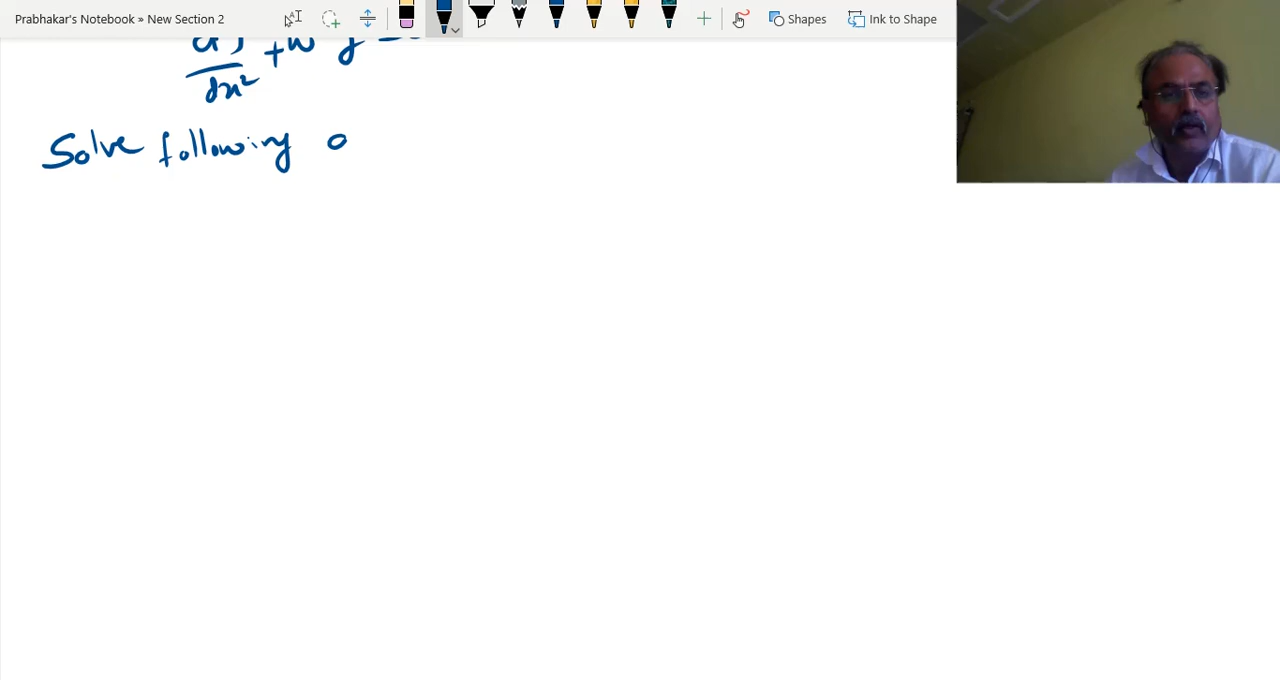 Prabhakar's Notebook » New Section 2
Shapes
Ink to Shape
dx²
Solve following o